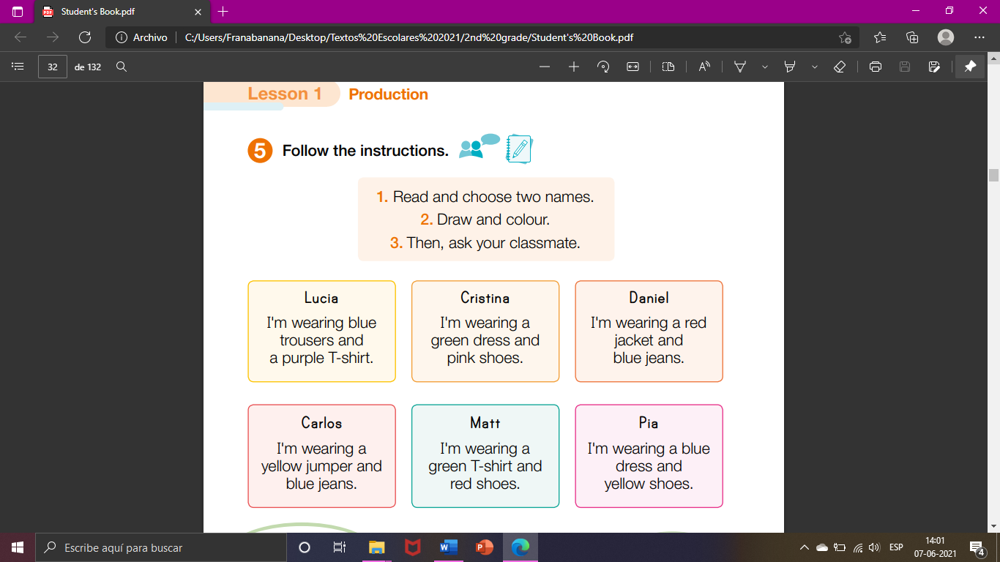 Student's Book.pdf
Archivo
C:/Users/Franabanana/Desktop/Textos%20Escolares%202021/2nd%20grade/Student's%20Book.pdf
32
de 132
Lesson 1 Production
5 Follow the instructions.
1. Read and choose two names.
2. Draw and colour.
3. Then, ask your classmate.
Lucia
I'm wearing blue
trousers and
a purple T-shirt.
Cristina
I'm wearing a
green dress and
pink shoes.
Daniel
I'm wearing a red
jacket and
blue jeans.
Carlos
I'm wearing a
yellow jumper and
blue jeans.
Matt
I'm wearing a
green T-shirt and
red shoes.
Pia
I'm wearing a blue
dress and
yellow shoes.
Escribe aquí para buscar
ESP
14:01
07-06-2021
4